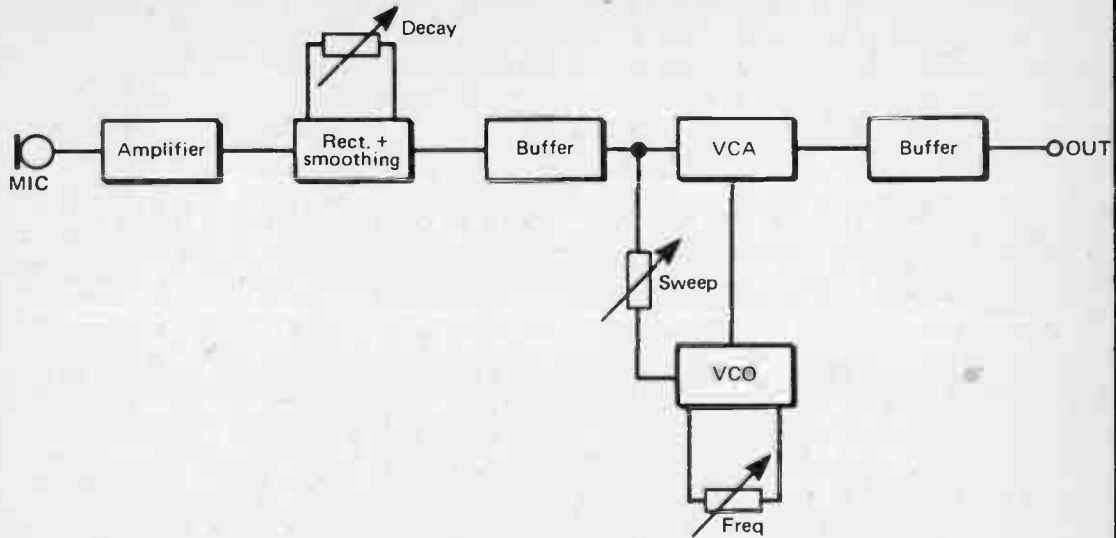 Decay
MIC
Amplifier
Rect. +
smoothing
Buffer
VCA
Buffer
OUT
Sweep
VCO
Freq